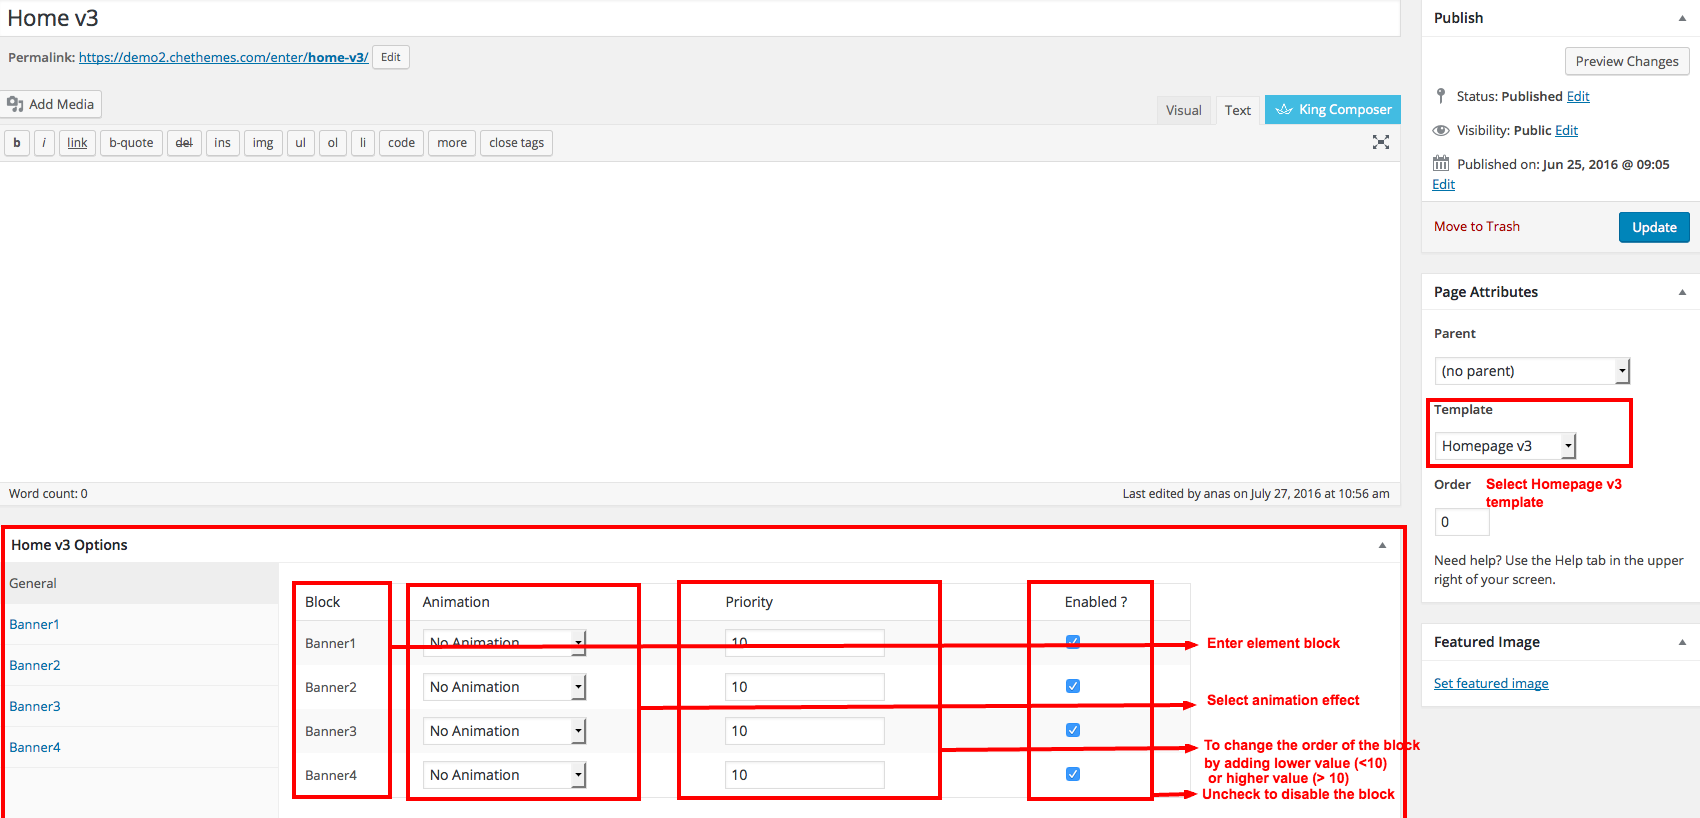 Home v3
Permalink: https://demo2.chethemes.com/enter/home-v3/ Edit
Add Media
Visual Text King Composer
b i link b-quote del ins img ul ol li code more close tags
Word count: 0
Last edited by anas on July 27, 2016 at 10:56 am
Home v3 Options
General
Banner1
Banner2
Banner3
Banner4
Block Animation Priority Enabled ?
Banner1 No Animation 10
Banner2 No Animation 10
Banner3 No Animation 10
Banner4 No Animation 10
Enter element block
Select animation effect
To change the order of the block
by adding lower value (<10)
or higher value (> 10)
Uncheck to disable the block
Publish
Preview Changes
Status: Published Edit
Visibility: Public Edit
Published on: Jun 25, 2016 @ 09:05
Edit
Move to Trash Update
Page Attributes
Parent
(no parent)
Template
Homepage v3
Order
Select Homepage v3
template
0
Need help? Use the Help tab in the upper
right of your screen.
Featured Image
Set featured image